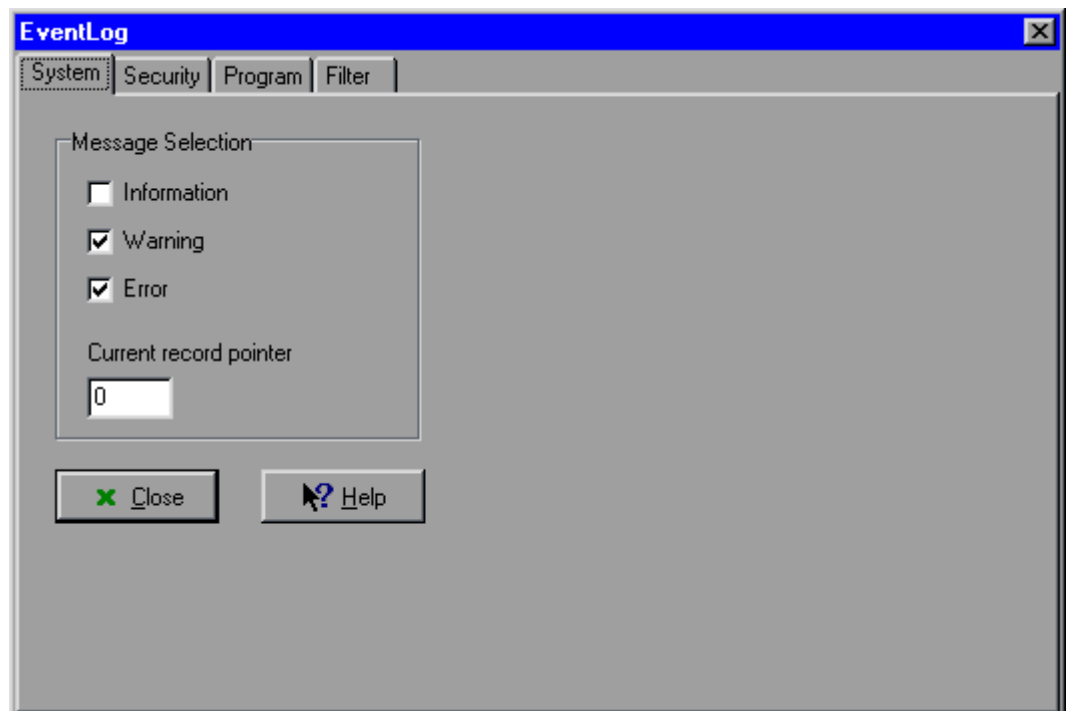 EventLog
System Security Program Filter
Message Selection
Information
Warning
Error
Current record pointer
0
Close Help